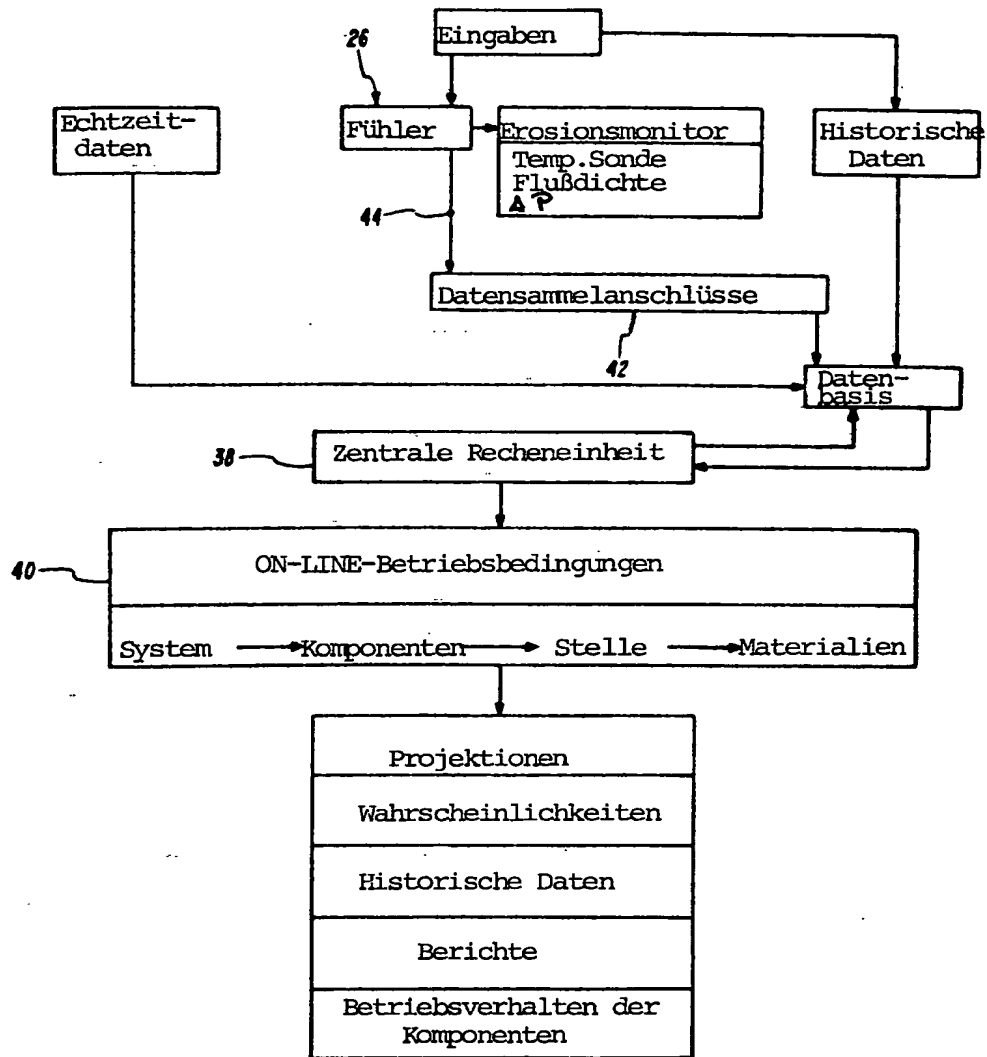 Eingaben
26
Echtzeit-
daten
Fühler
Erosionsmonitor
Temp.Sonde
Flußdichte
Δ P
Historische
Daten
44
Datensammelanschlüsse
42
Daten-
basis
38
Zentrale Recheneinheit
ON-LINE-Betriebsbedingungen
40
System Komponenten Stelle Materialien
Projektionen
Wahrscheinlichkeiten
Historische Daten
Berichte
Betriebsverhalten der
Komponenten